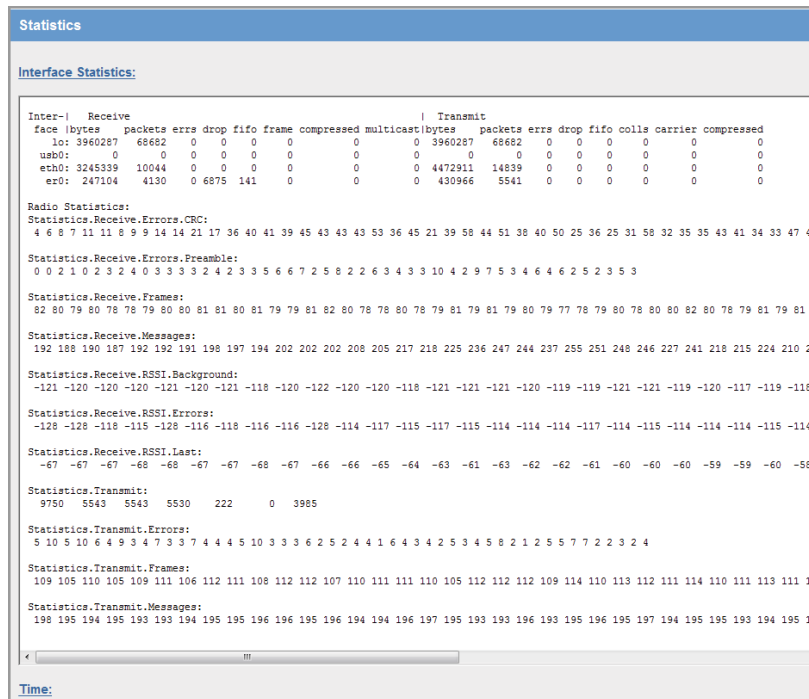 Statistics
Interface Statistics:
Inter-|   Receive                                                |  Transmit
face |bytes    packets errs drop fifo frame compressed multicast|bytes    packets errs drop fifo colls carrier compressed
lo: 3960287   68682    0    0    0     0          0         0  3960287   68682    0    0    0     0       0          0
usb0:       0       0    0    0    0     0          0         0        0       0    0    0    0     0       0          0
eth0: 3245339   10044    0    0    0     0          0         0  4472911   14839    0    0    0     0       0          0
er0:  247104    4130    0 6875  141     0          0         0   430966    5541    0    0    0     0       0          0
Radio Statistics:
Statistics.Receive.Errors.CRC:
4 6 8 7 11 11 8 9 9 14 14 21 17 36 40 41 39 45 43 43 43 53 36 45 21 39 58 44 51 38 40 50 25 36 25 31 58 32 35 35 43 41 34 33 47 4
Statistics.Receive.Errors.Preamble:
0 0 2 1 0 2 3 2 4 0 3 3 3 3 2 4 2 3 3 5 6 6 7 2 5 8 2 2 6 3 4 3 3 10 4 2 9 7 5 3 4 6 4 6 2 5 2 3 5 3
Statistics.Receive.Frames:
82 80 79 80 78 78 79 80 80 81 81 80 81 79 79 81 82 80 78 78 80 78 79 81 79 81 79 80 79 77 78 79 80 78 80 80 82 80 78 79 81 79 81
Statistics.Receive.Messages:
192 188 190 187 192 192 191 198 197 194 202 202 202 208 205 217 218 225 236 247 244 237 255 251 248 246 227 241 218 215 224 210 2
Statistics.Receive.RSSI.Background:
-121 -120 -120 -120 -121 -120 -121 -118 -120 -122 -120 -120 -118 -121 -121 -121 -120 -119 -119 -121 -121 -119 -120 -117 -119 -118
Statistics.Receive.RSSI.Errors:
-128 -128 -118 -115 -128 -116 -118 -116 -116 -128 -114 -117 -115 -117 -115 -114 -114 -114 -117 -114 -115 -114 -114 -114 -115 -114
Statistics.Receive.RSSI.Last:
-67 -67 -67 -68 -68 -67 -67 -68 -67 -66 -66 -65 -64 -63 -61 -63 -62 -62 -61 -60 -60 -60 -59 -59 -60 -58
Statistics.Transmit:
9750 5543 5543 5530 222 0 3985
Statistics.Transmit.Errors:
5 10 5 10 6 4 9 3 4 7 3 3 7 4 4 4 5 10 3 3 3 6 2 5 2 4 4 1 6 4 3 4 2 5 3 4 5 8 2 1 2 5 5 7 7 2 2 3 2 4
Statistics.Transmit.Frames:
109 105 110 105 109 111 106 112 111 108 112 112 107 110 111 111 110 105 112 112 112 109 114 110 113 112 111 114 110 111 113 111 1
Statistics.Transmit.Messages:
198 195 194 195 193 193 194 195 195 196 196 195 196 194 194 196 197 195 193 193 196 193 195 196 195 197 194 195 195 193 194 195 1
Time: